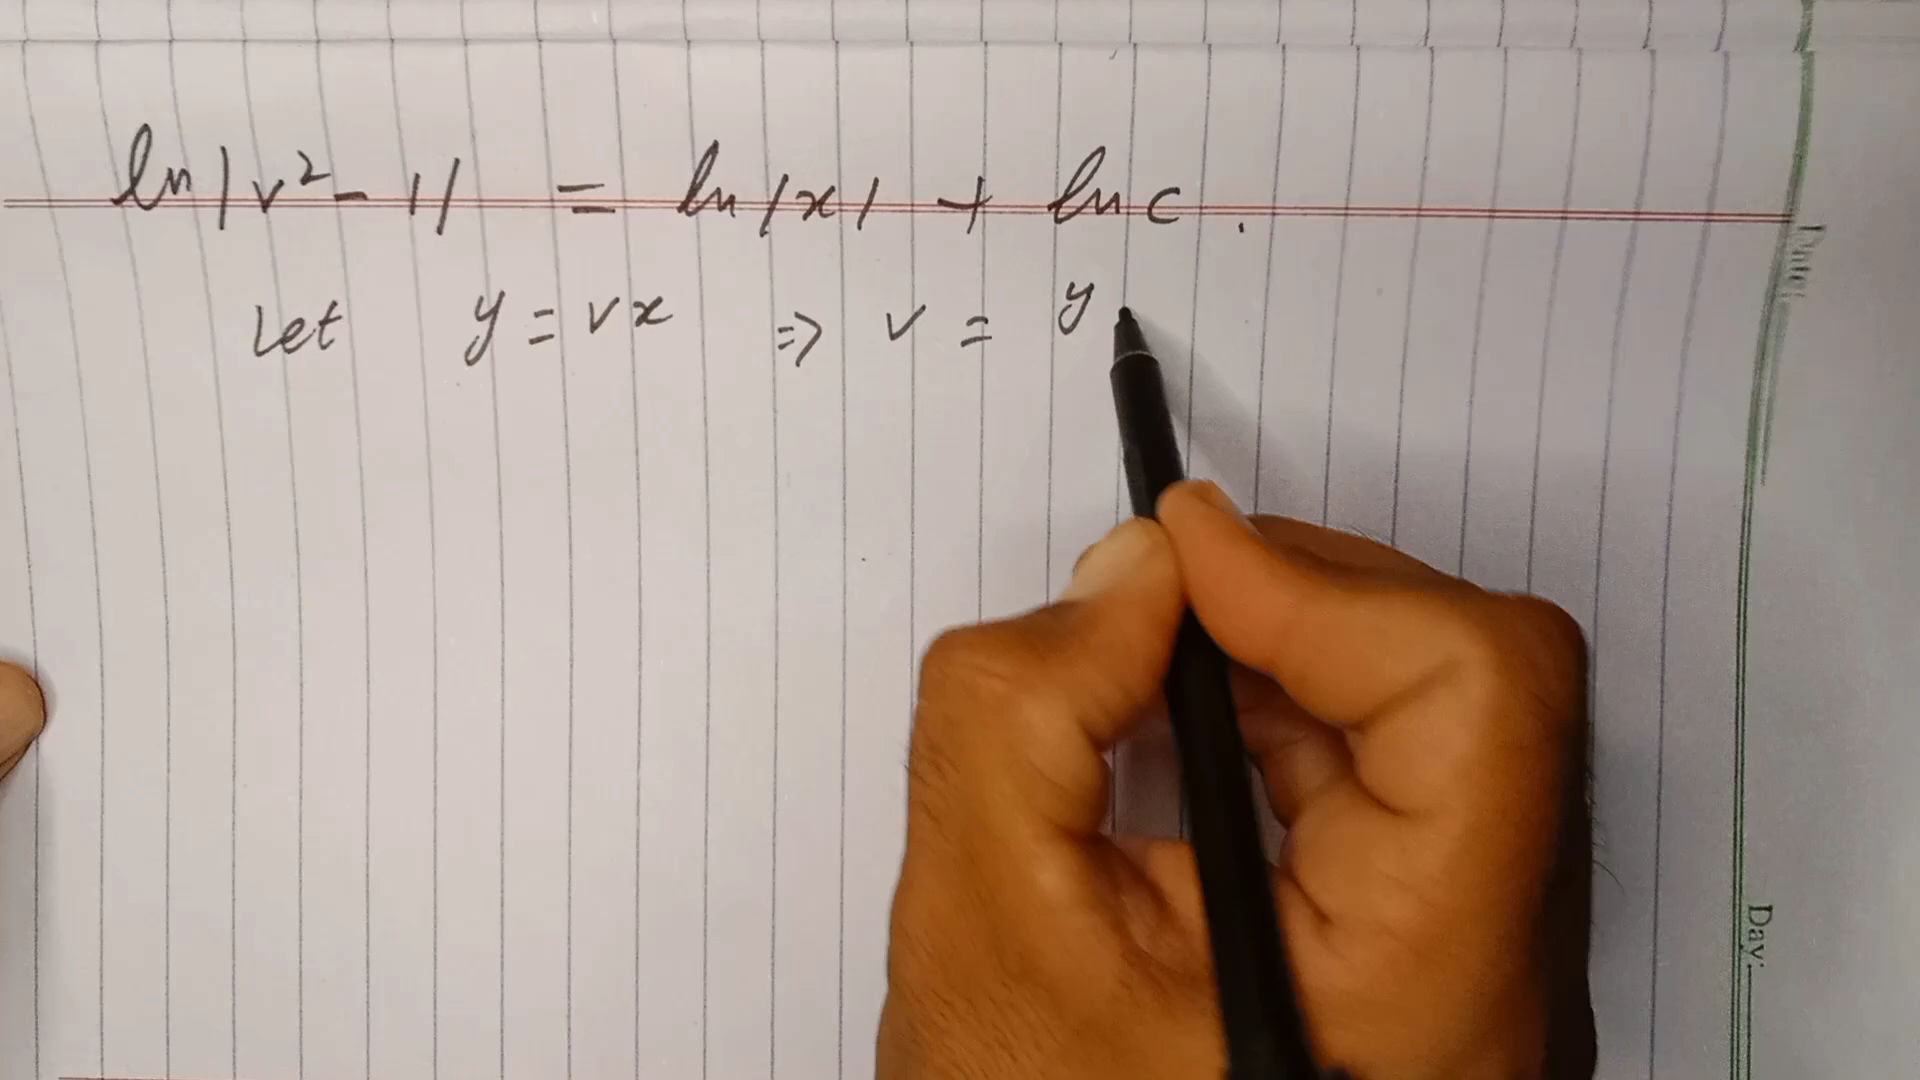 ln|v² - 1| = ln|x| + ln c.
Let y = vx ⇒ v = y
Date:
Day: